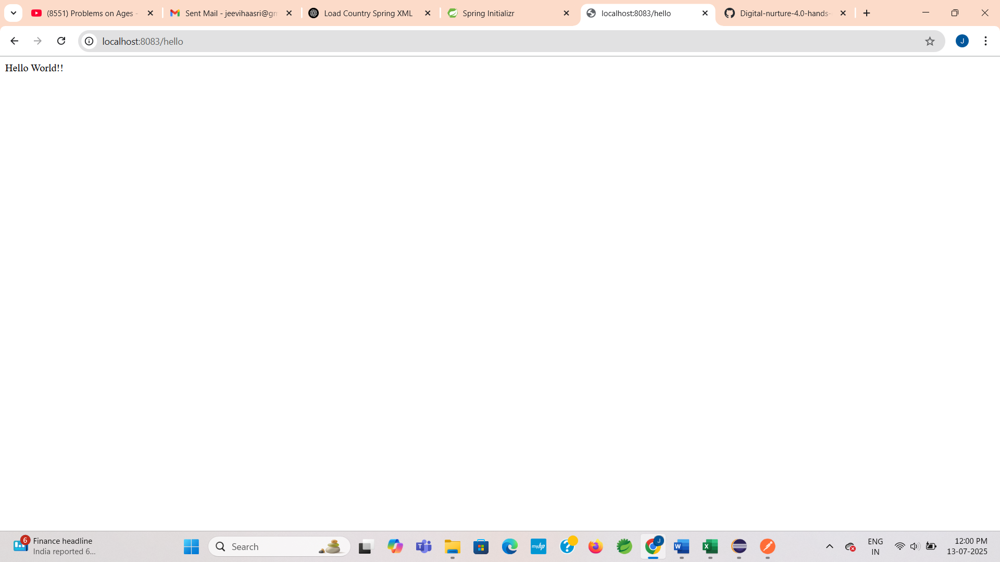 (8551) Problems on Ages -
Sent Mail - jeevihaasri@gm
Load Country Spring XML
Spring Initializr
localhost:8083/hello
Digital-nurture-4.0-hands-
localhost:8083/hello
J
Hello World!!
6
Finance headline
India reported 6...
Search
myhp
J
W
X
ENG
IN
12:00 PM
13-07-2025